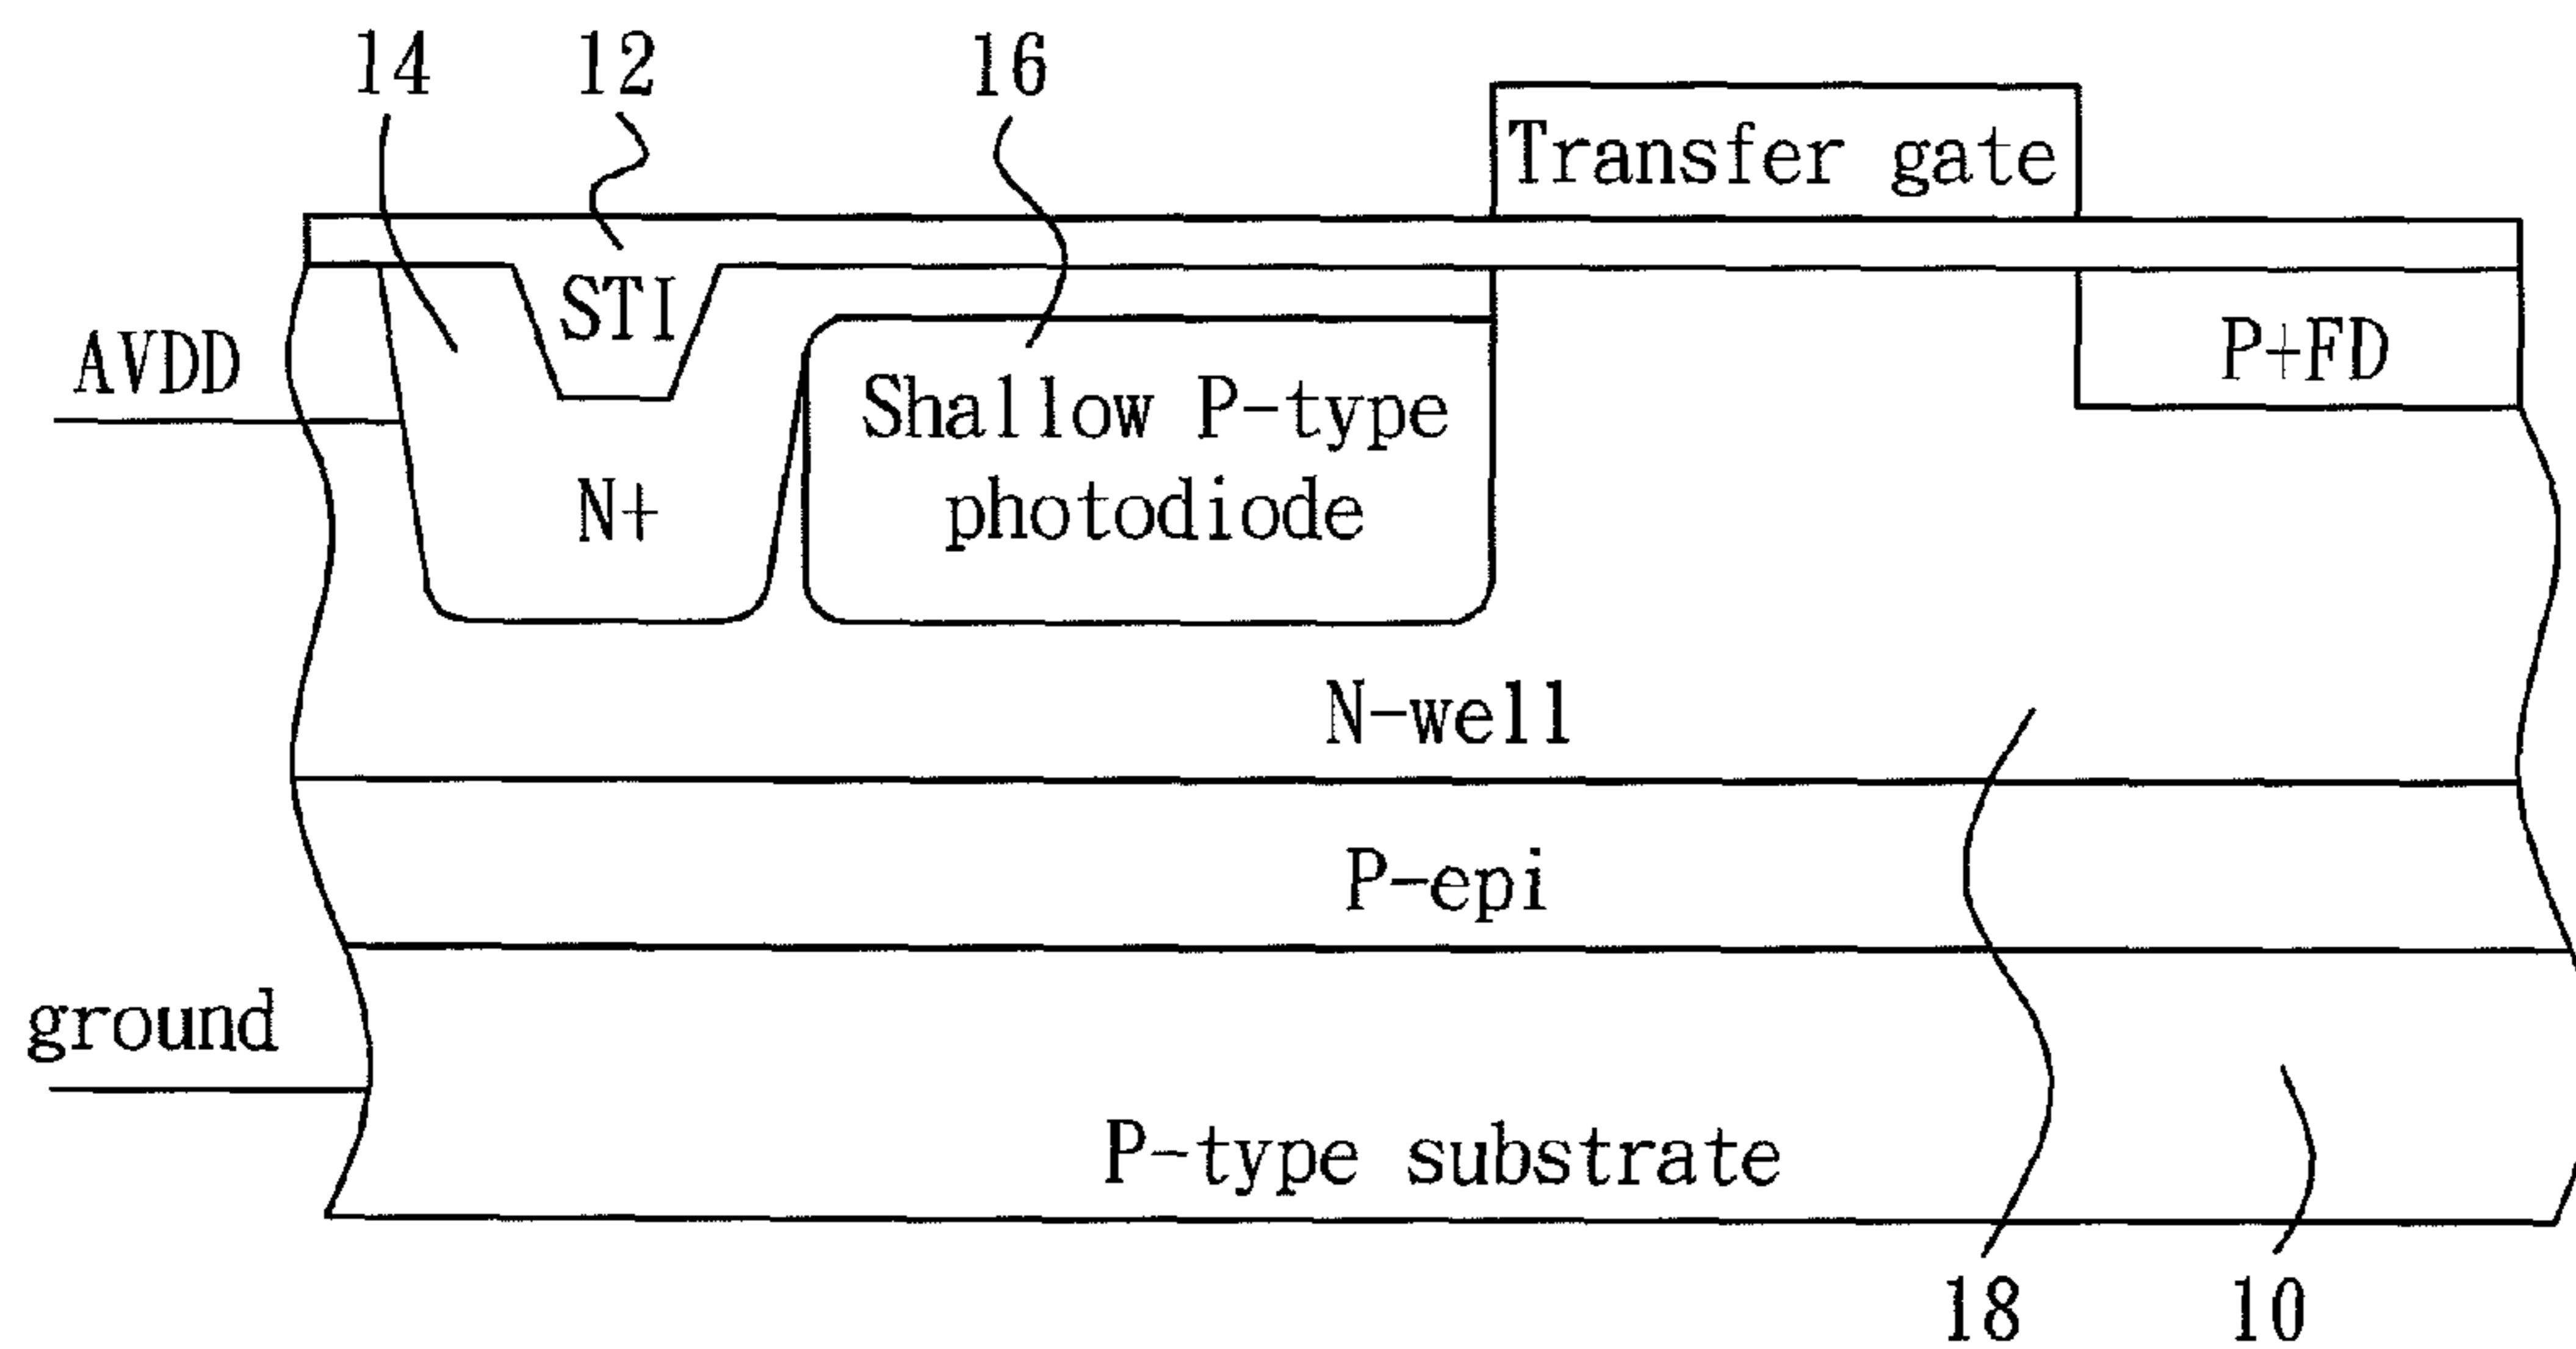 14
12
16
Transfer gate
STI
AVDD
P+FD
Shallow P-type
photodiode
N+
N-well
P-epi
ground
P-type substrate
18
10